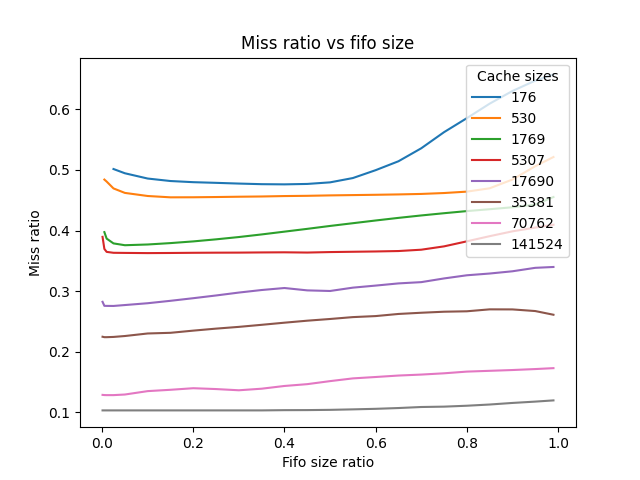 Miss ratio vs fifo size
Cache sizes
176
530
1769
5307
17690
35381
70762
141524
0.6
0.5
0.4
0.3
0.2
0.1
Miss ratio
0.0 0.2 0.4 0.6 0.8 1.0
Fifo size ratio